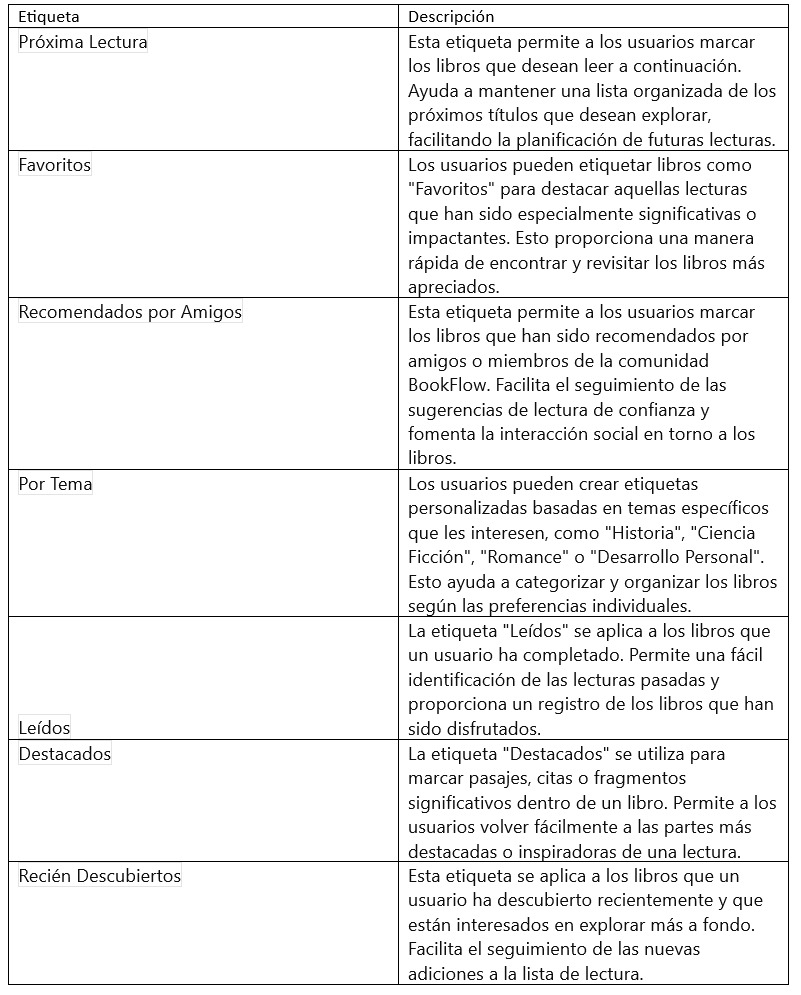 Etiqueta
Descripción
Próxima Lectura
Esta etiqueta permite a los usuarios marcar
los libros que desean leer a continuación.
Ayuda a mantener una lista organizada de los
próximos títulos que desean explorar,
facilitando la planificación de futuras lecturas.
Favoritos
Los usuarios pueden etiquetar libros como
"Favoritos" para destacar aquellas lecturas
que han sido especialmente significativas o
impactantes. Esto proporciona una manera
rápida de encontrar y revisitar los libros más
apreciados.
Recomendados por Amigos
Esta etiqueta permite a los usuarios marcar
los libros que han sido recomendados por
amigos o miembros de la comunidad
BookFlow. Facilita el seguimiento de las
sugerencias de lectura de confianza y
fomenta la interacción social en torno a los
libros.
Por Tema
Los usuarios pueden crear etiquetas
personalizadas basadas en temas específicos
que les interesen, como "Historia", "Ciencia
Ficción", "Romance" o "Desarrollo Personal".
Esto ayuda a categorizar y organizar los libros
según las preferencias individuales.
Leídos
La etiqueta "Leídos" se aplica a los libros que
un usuario ha completado. Permite una fácil
identificación de las lecturas pasadas y
proporciona un registro de los libros que han
sido disfrutados.
Destacados
La etiqueta "Destacados" se utiliza para
marcar pasajes, citas o fragmentos
significativos dentro de un libro. Permite a los
usuarios volver fácilmente a las partes más
destacadas o inspiradoras de una lectura.
Recién Descubiertos
Esta etiqueta se aplica a los libros que un
usuario ha descubierto recientemente y que
están interesados en explorar más a fondo.
Facilita el seguimiento de las nuevas
adiciones a la lista de lectura.